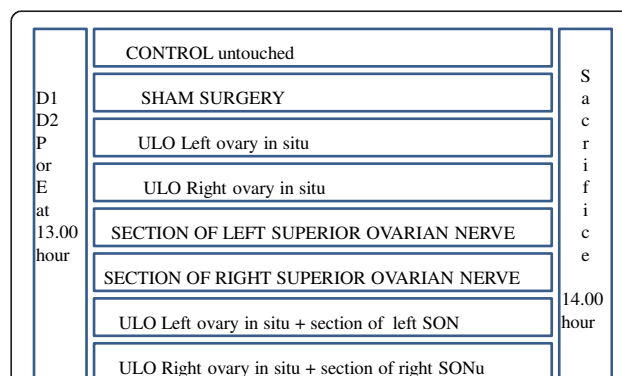 D1
D2
P
or
E
at
13.00
hour
CONTROL untouched
SHAM SURGERY
ULO Left ovary in situ
ULO Right ovary in situ
SECTION OF LEFT SUPERIOR OVARIAN NERVE
SECTION OF RIGHT SUPERIOR OVARIAN NERVE
ULO Left ovary in situ + section of left SON
ULO Right ovary in situ + section of right SONu
S
a
c
r
i
f
i
c
e
14.00
hour